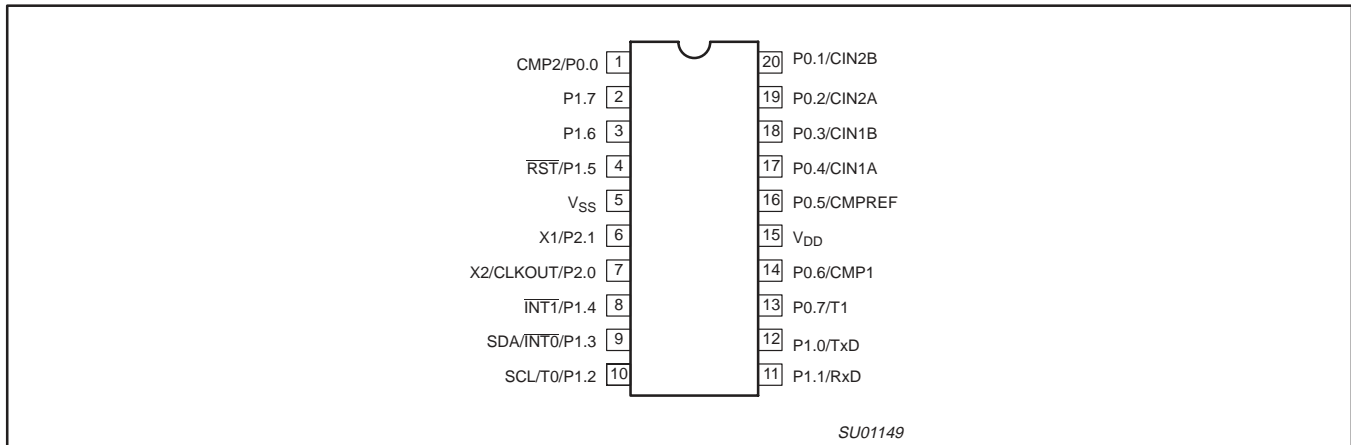 CMP2/P0.0 1 20 P0.1/CIN2B
P1.7 2 19 P0.2/CIN2A
P1.6 3 18 P0.3/CIN1B
R̅S̅T̅/P1.5 4 17 P0.4/CIN1A
VSS 5 16 P0.5/CMPREF
X1/P2.1 6 15 VDD
X2/CLKOUT/P2.0 7 14 P0.6/CMP1
I̅N̅T̅1̅/P1.4 8 13 P0.7/T1
SDA/I̅N̅T̅0̅/P1.3 9 12 P1.0/TxD
SCL/T0/P1.2 10 11 P1.1/RxD
SU01149